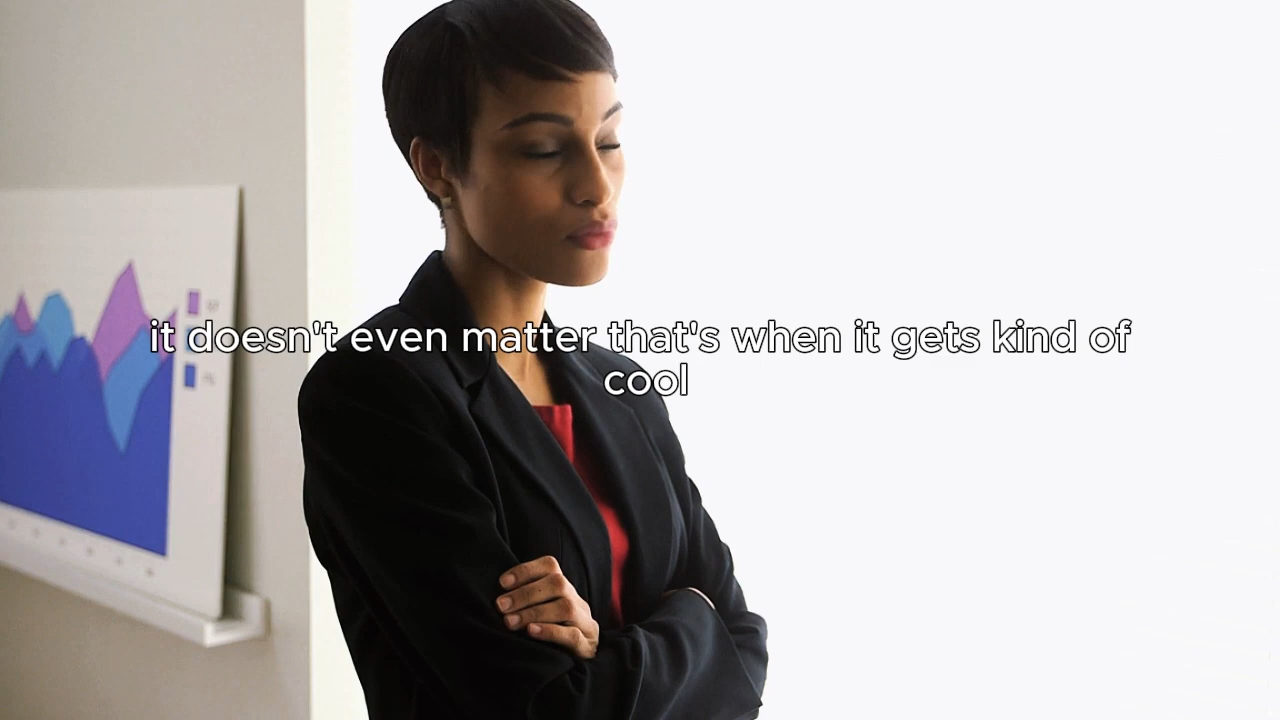 it doesn't even matter that's when it gets kind of
cool